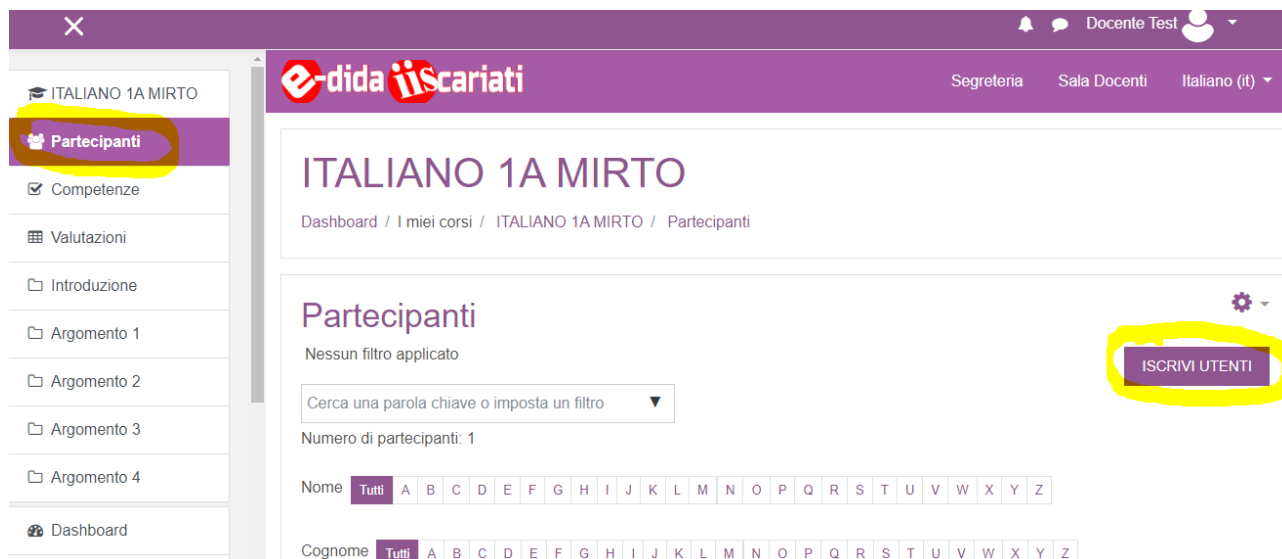 Docente Test
e-dida iiscariati
Segreteria Sala Docenti Italiano (it)
ITALIANO 1A MIRTO
Partecipanti
Competenze
Valutazioni
Introduzione
Argomento 1
Argomento 2
Argomento 3
Argomento 4
Dashboard
ITALIANO 1A MIRTO
Dashboard / I miei corsi / ITALIANO 1A MIRTO / Partecipanti
Partecipanti
Nessun filtro applicato
ISCRIVI UTENTI
Cerca una parola chiave o imposta un filtro
Numero di partecipanti: 1
Nome Tutti A B C D E F G H I J K L M N O P Q R S T U V W X Y Z
Cognome Tutti A B C D E F G H I J K L M N O P Q R S T U V W X Y Z